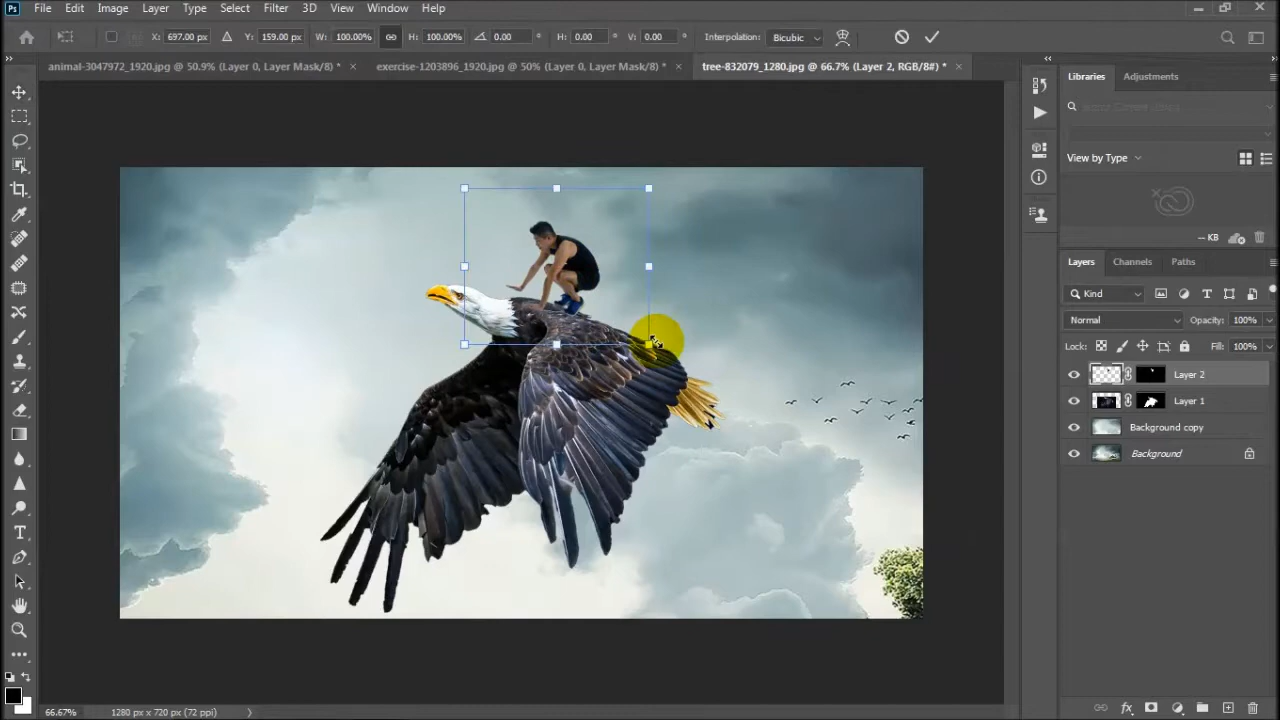 Ps File Edit Image Layer Type Select Filter 3D View Window Help
X: 697.00 px Y: 159.00 px W: 100.00% H: 100.00% 0.00 ° H: 0.00 ° V: 0.00 ° Interpolation: Bicubic
animal-3047972_1920.jpg @ 50.9% (Layer 0, Layer Mask/8) * × exercise-1203896_1920.jpg @ 50% (Layer 0, Layer Mask/8) * × tree-832079_1280.jpg @ 66.7% (Layer 2, RGB/8#) * ×
Libraries Adjustments
View by Type
-- KB
Layers Channels Paths
Kind
Normal Opacity: 100%
Lock: Fill: 100%
Layer 2
Layer 1
Background copy
Background
66.67% 1280 px x 720 px (72 ppi)